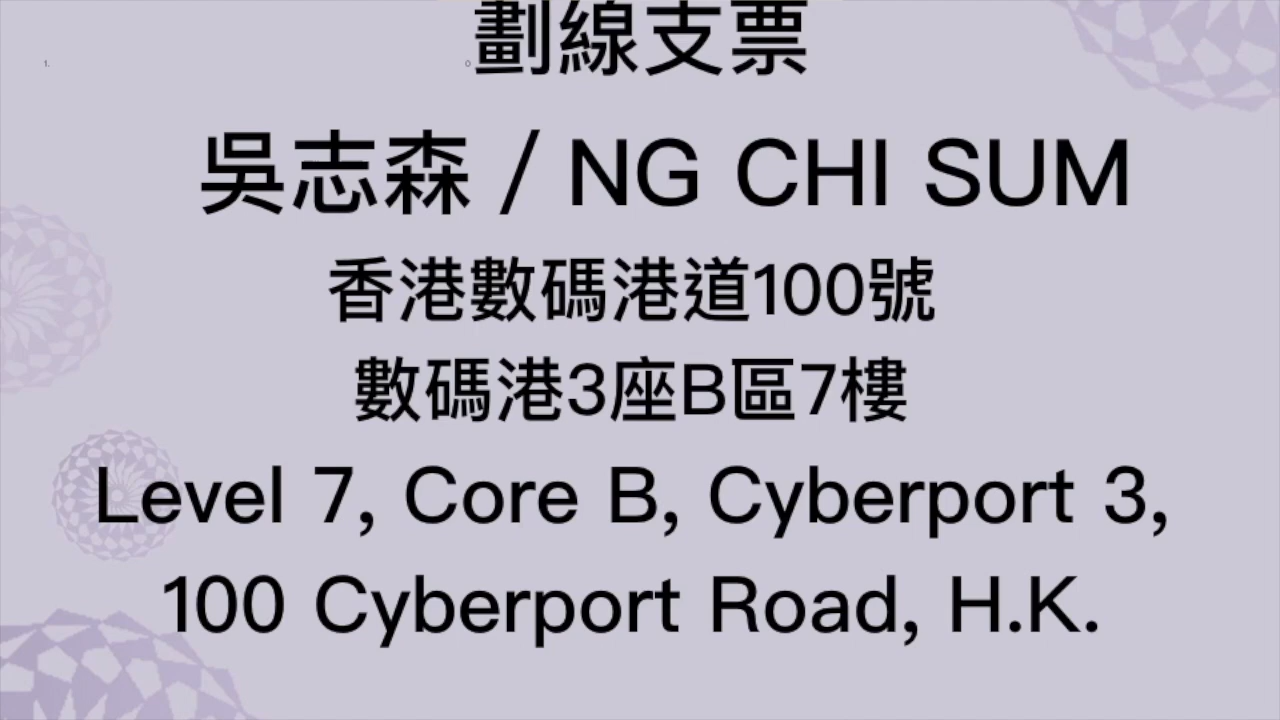 劃線支票
1.
吳志森 / NG CHI SUM
香港數碼港道100號
數碼港3座B區7樓
Level 7, Core B, Cyberport 3,
100 Cyberport Road, H.K.